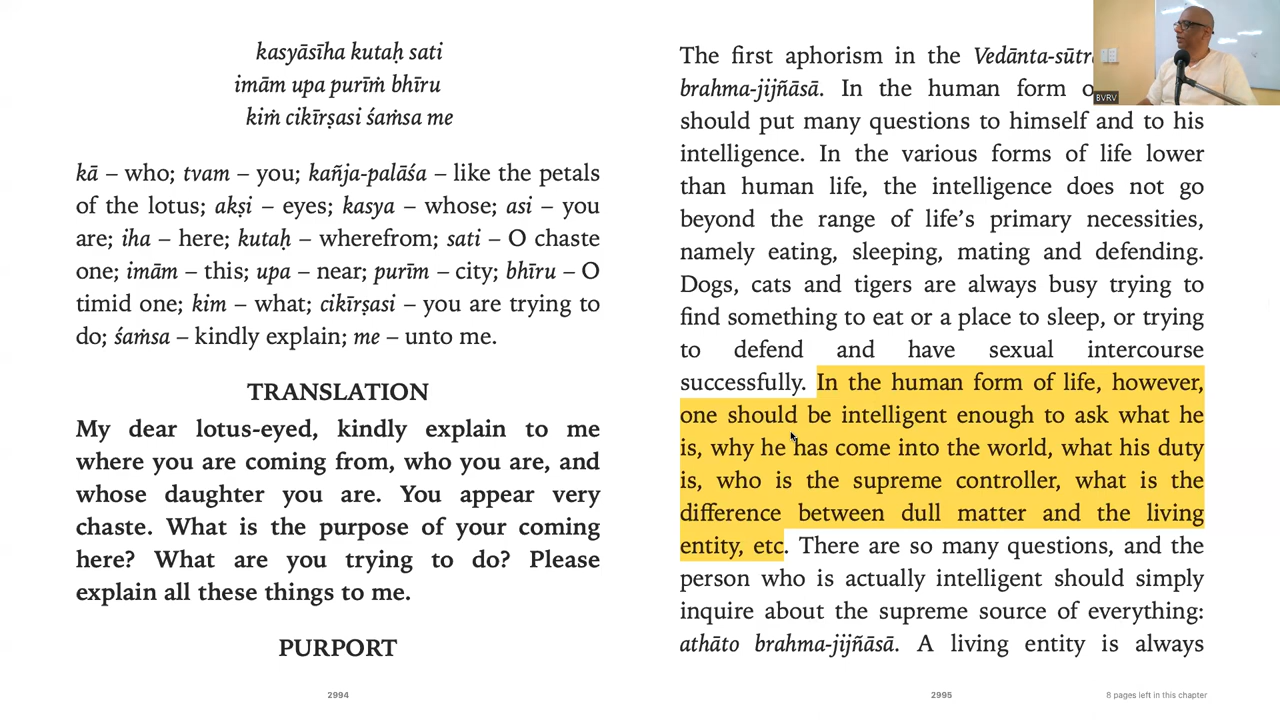 kasyāsīha kutaḥ sati
imām upa purīṁ bhīru
kiṁ cikīrṣasi śaṁsa me
kā – who; tvam – you; kañja-palāśa – like the petals
of the lotus; akṣi – eyes; kasya – whose; asi – you
are; iha – here; kutaḥ – wherefrom; sati – O chaste
one; imām – this; upa – near; purīm – city; bhīru – O
timid one; kim – what; cikīrṣasi – you are trying to
do; śaṁsa – kindly explain; me – unto me.
TRANSLATION
My dear lotus-eyed, kindly explain to me
where you are coming from, who you are, and
whose daughter you are. You appear very
chaste. What is the purpose of your coming
here? What are you trying to do? Please
explain all these things to me.
PURPORT
2994
The first aphorism in the Vedānta-sūtr
brahma-jijñāsā. In the human form o
should put many questions to himself and to his
intelligence. In the various forms of life lower
than human life, the intelligence does not go
beyond the range of life’s primary necessities,
namely eating, sleeping, mating and defending.
Dogs, cats and tigers are always busy trying to
find something to eat or a place to sleep, or trying
to defend and have sexual intercourse
successfully. In the human form of life, however,
one should be intelligent enough to ask what he
is, why he has come into the world, what his duty
is, who is the supreme controller, what is the
difference between dull matter and the living
entity, etc. There are so many questions, and the
person who is actually intelligent should simply
inquire about the supreme source of everything:
athāto brahma-jijñāsā. A living entity is always
2995
8 pages left in this chapter
BVRV